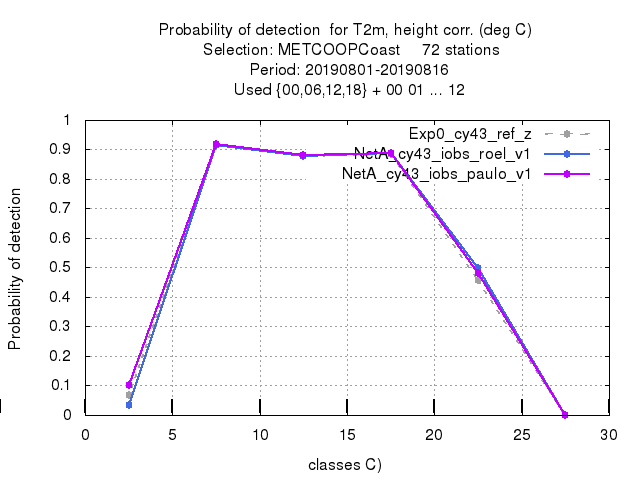 Probability of detection  for T2m, height corr. (deg C)
Selection: METCOOPCoast     72 stations
Period: 20190801-20190816
Used {00,06,12,18} + 00 01 ... 12
Exp0_cy43_ref_z
NetA_cy43_iobs_roel_v1
NetA_cy43_iobs_paulo_v1
Probability of detection
1
0.9
0.8
0.7
0.6
0.5
0.4
0.3
0.2
0.1
0
0 5 10 15 20 25 30
classes C)